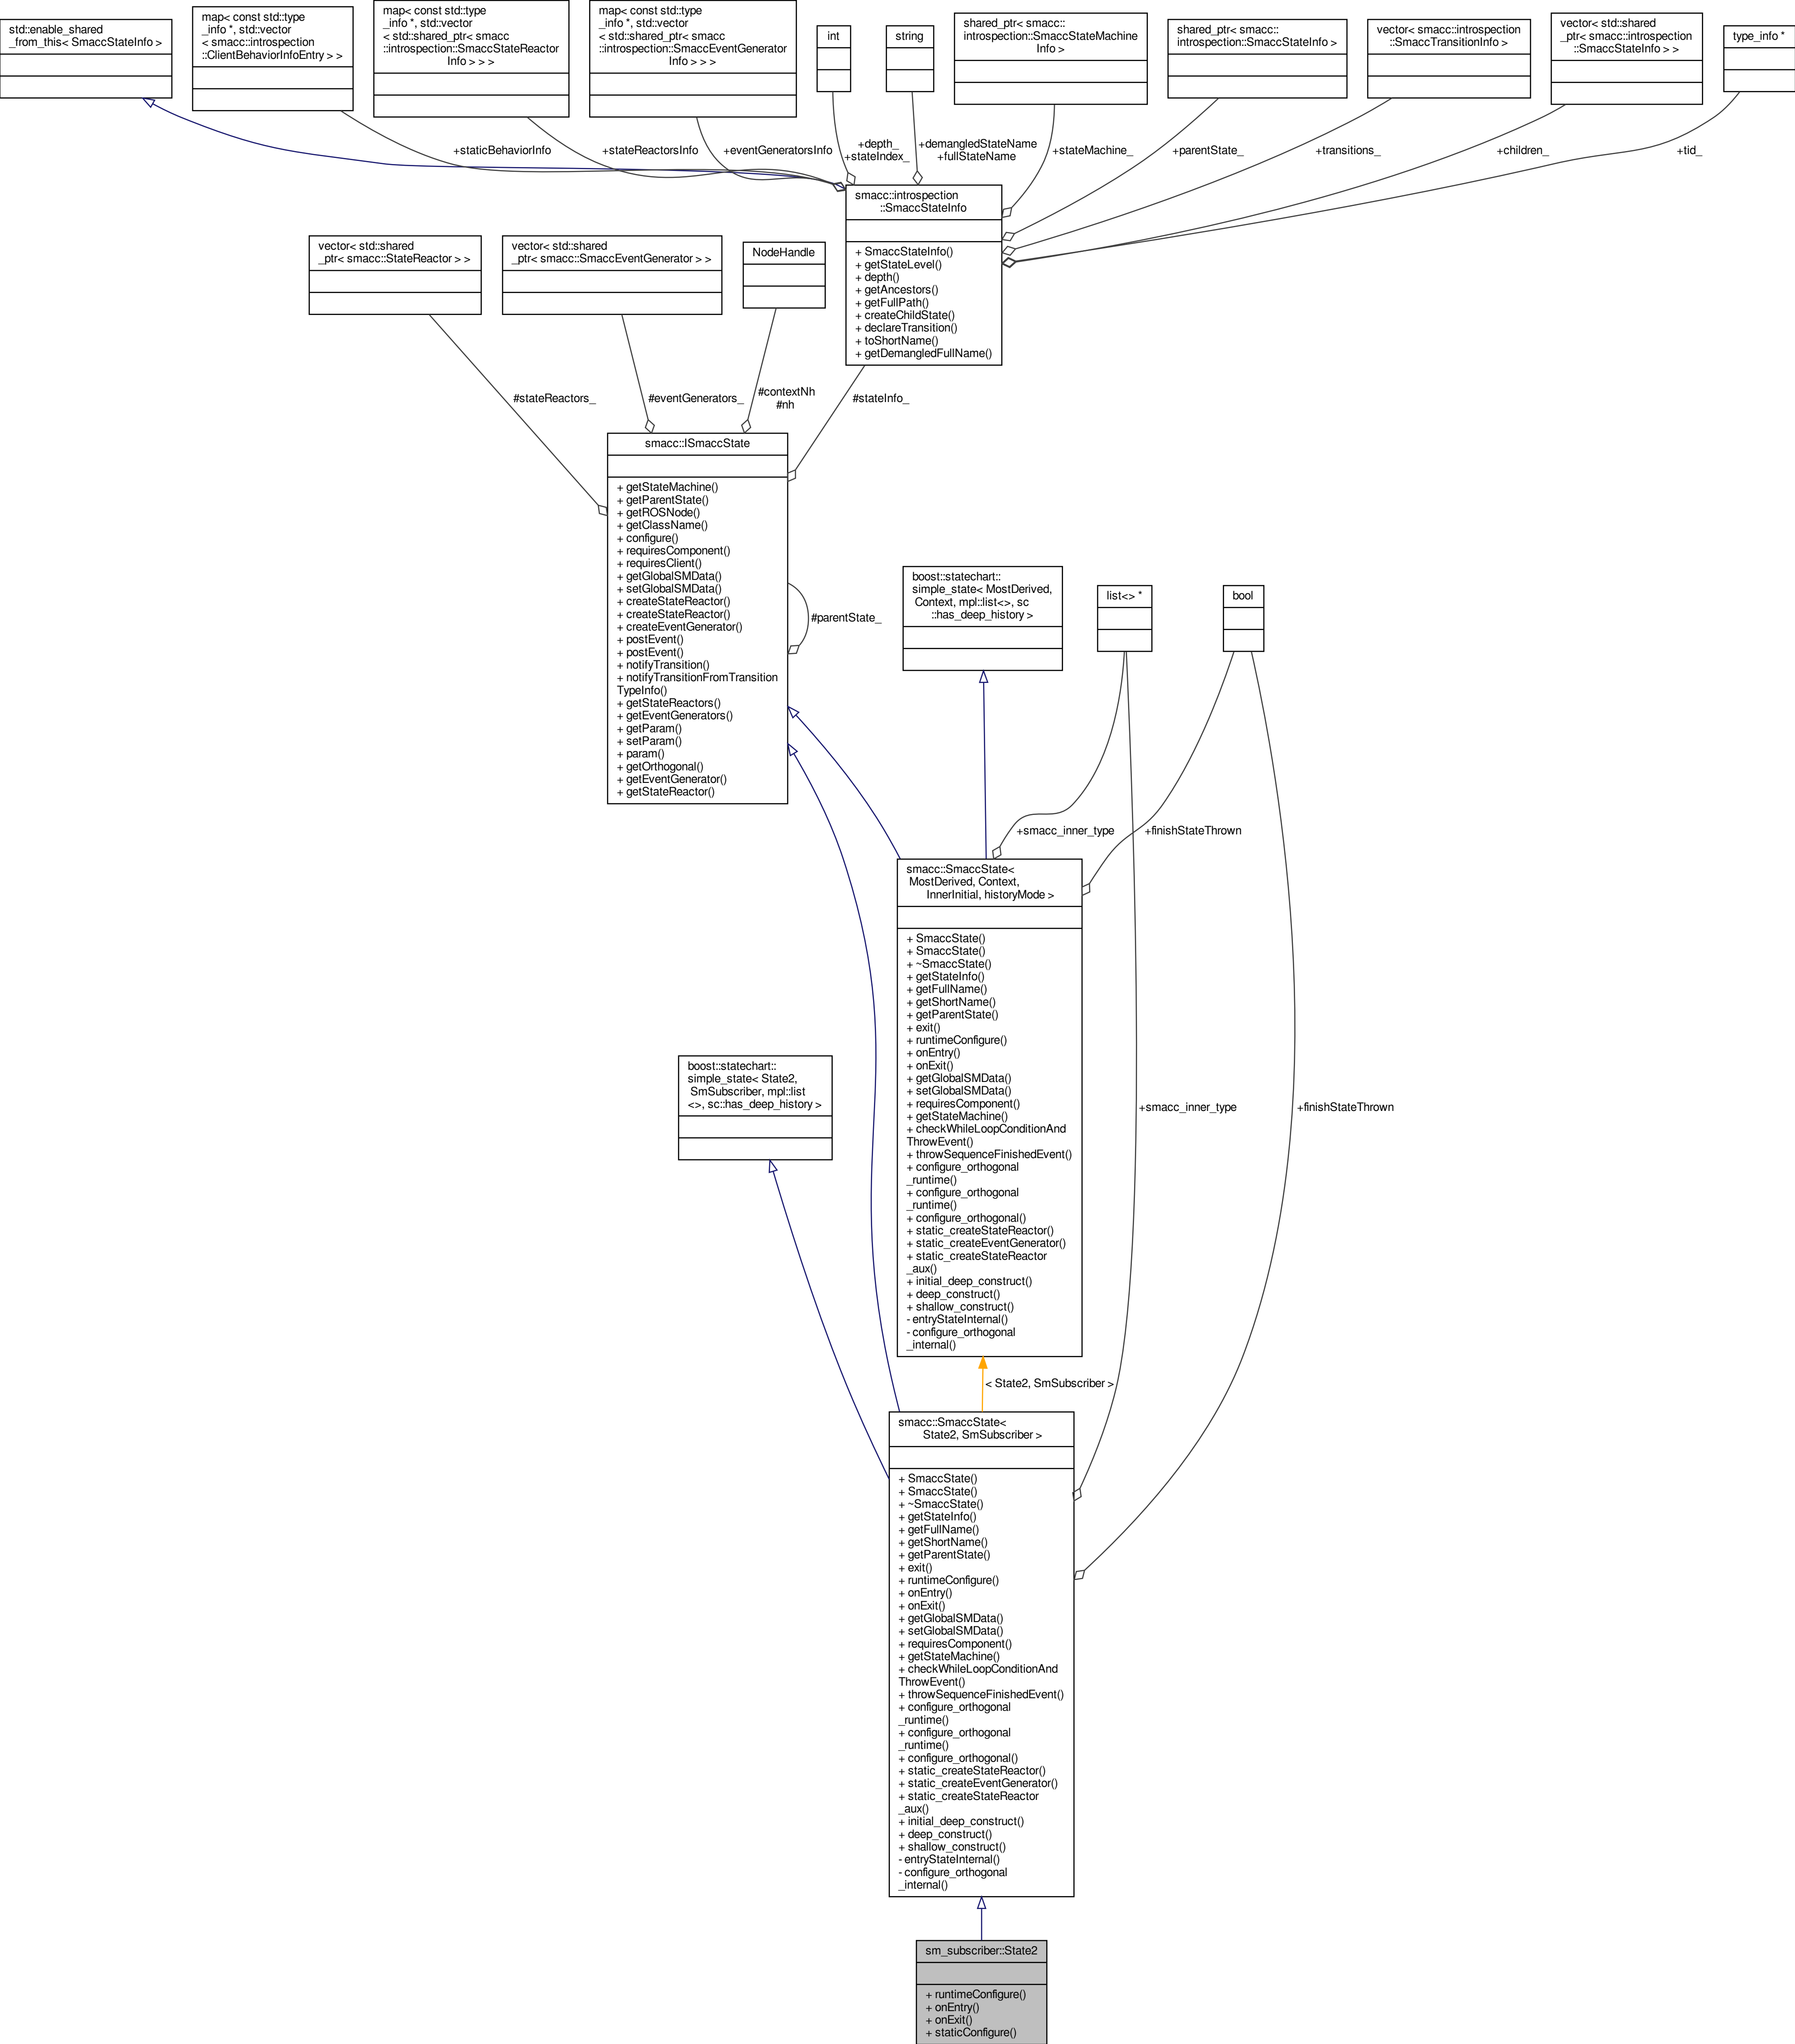 std::enable_shared
_from_this< SmaccStateInfo >
map< const std::type
_info *, std::vector
< smacc::introspection
::ClientBehaviorInfoEntry > >
map< const std::type
_info *, std::vector
< std::shared_ptr< smacc
::introspection::SmaccStateReactor
Info > > >
map< const std::type
_info *, std::vector
< std::shared_ptr< smacc
::introspection::SmaccEventGenerator
Info > > >
int
string
shared_ptr< smacc::
introspection::SmaccStateMachine
Info >
shared_ptr< smacc::
introspection::SmaccStateInfo >
vector< smacc::introspection
::SmaccTransitionInfo >
vector< std::shared
_ptr< smacc::introspection
::SmaccStateInfo > >
type_info *
+staticBehaviorInfo
+stateReactorsInfo
+eventGeneratorsInfo
+depth_
+stateIndex_
+demangledStateName
+fullStateName
+stateMachine_
+parentState_
+transitions_
+children_
+tid_
smacc::introspection
::SmaccStateInfo
+ SmaccStateInfo()
+ getStateLevel()
+ depth()
+ getAncestors()
+ getFullPath()
+ createChildState()
+ declareTransition()
+ toShortName()
+ getDemangledFullName()
vector< std::shared
_ptr< smacc::StateReactor > >
vector< std::shared
_ptr< smacc::SmaccEventGenerator > >
NodeHandle
#stateReactors_
#eventGenerators_
#contextNh
#nh
#stateInfo_
smacc::ISmaccState
+ getStateMachine()
+ getParentState()
+ getROSNode()
+ getClassName()
+ configure()
+ requiresComponent()
+ requiresClient()
+ getGlobalSMData()
+ setGlobalSMData()
+ createStateReactor()
+ createStateReactor()
+ createEventGenerator()
+ postEvent()
+ postEvent()
+ notifyTransition()
+ notifyTransitionFromTransition
TypeInfo()
+ getStateReactors()
+ getEventGenerators()
+ getParam()
+ setParam()
+ param()
+ getOrthogonal()
+ getEventGenerator()
+ getStateReactor()
#parentState_
boost::statechart::
simple_state< MostDerived,
Context, mpl::list<>, sc
::has_deep_history >
list<> *
bool
+smacc_inner_type
+finishStateThrown
smacc::SmaccState<
MostDerived, Context,
InnerInitial, historyMode >
+ SmaccState()
+ SmaccState()
+ ~SmaccState()
+ getStateInfo()
+ getFullName()
+ getShortName()
+ getParentState()
+ exit()
+ runtimeConfigure()
+ onEntry()
+ onExit()
+ getGlobalSMData()
+ setGlobalSMData()
+ requiresComponent()
+ getStateMachine()
+ checkWhileLoopConditionAnd
ThrowEvent()
+ throwSequenceFinishedEvent()
+ configure_orthogonal
_runtime()
+ configure_orthogonal
_runtime()
+ configure_orthogonal()
+ static_createStateReactor()
+ static_createEventGenerator()
+ static_createStateReactor
_aux()
+ initial_deep_construct()
+ deep_construct()
+ shallow_construct()
- entryStateInternal()
- configure_orthogonal
_internal()
boost::statechart::
simple_state< State2,
SmSubscriber, mpl::list
<>, sc::has_deep_history >
+smacc_inner_type
+finishStateThrown
< State2, SmSubscriber >
smacc::SmaccState<
State2, SmSubscriber >
+ SmaccState()
+ SmaccState()
+ ~SmaccState()
+ getStateInfo()
+ getFullName()
+ getShortName()
+ getParentState()
+ exit()
+ runtimeConfigure()
+ onEntry()
+ onExit()
+ getGlobalSMData()
+ setGlobalSMData()
+ requiresComponent()
+ getStateMachine()
+ checkWhileLoopConditionAnd
ThrowEvent()
+ throwSequenceFinishedEvent()
+ configure_orthogonal
_runtime()
+ configure_orthogonal
_runtime()
+ configure_orthogonal()
+ static_createStateReactor()
+ static_createEventGenerator()
+ static_createStateReactor
_aux()
+ initial_deep_construct()
+ deep_construct()
+ shallow_construct()
- entryStateInternal()
- configure_orthogonal
_internal()
sm_subscriber::State2
+ runtimeConfigure()
+ onEntry()
+ onExit()
+ staticConfigure()